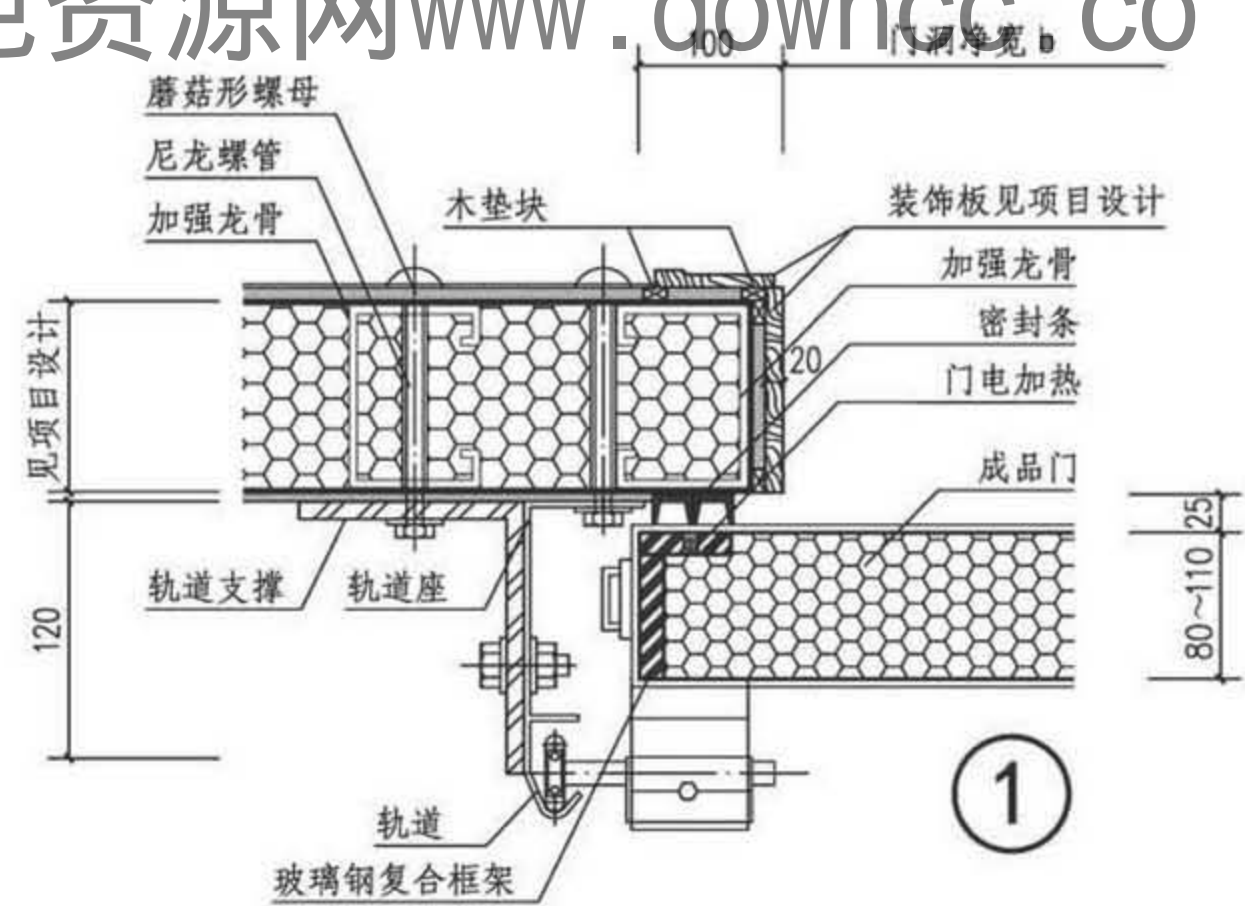 资源网www.downcc.co
100
门洞净宽 b
蘑菇形螺母
尼龙螺管
加强龙骨
木垫块
装饰板见项目设计
加强龙骨
密封条
门电加热
成品门
20
见项目设计
25
80~110
120
轨道支撑
轨道座
轨道
玻璃钢复合框架
1